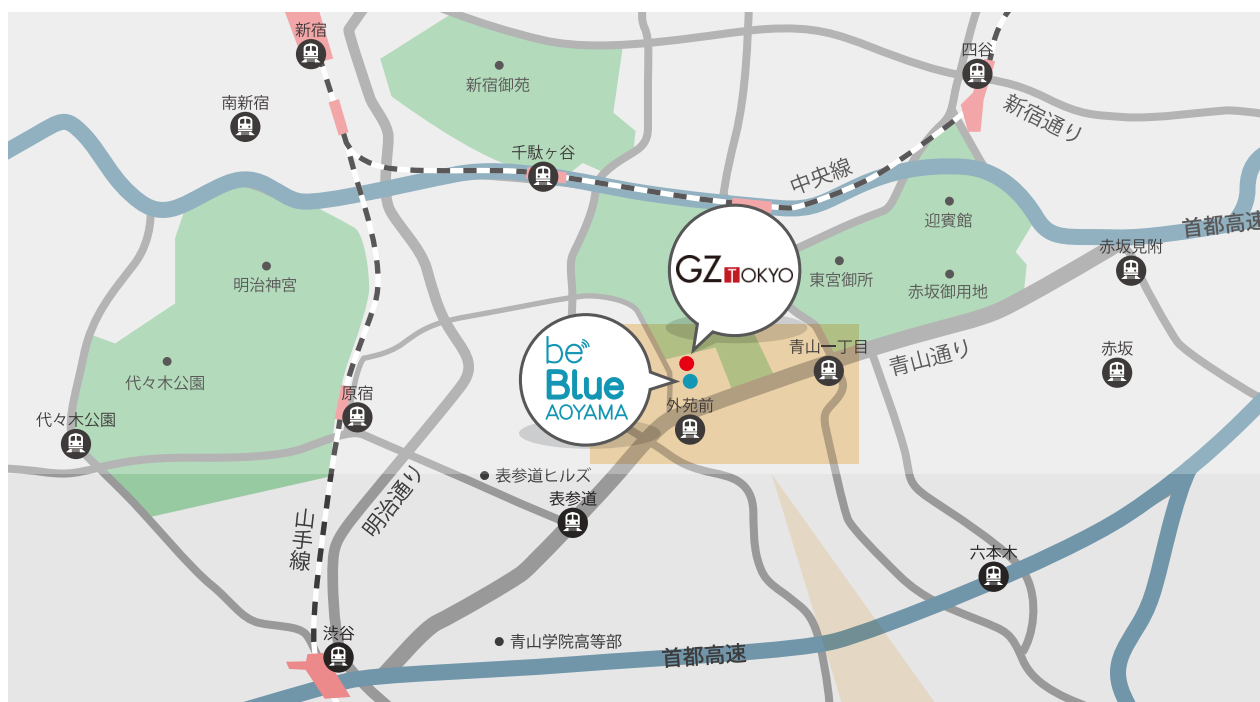 新宿
四谷
新宿御苑
南新宿
新宿通り
千駄ヶ谷
中央線
迎賓館
首都高速
赤坂見附
明治神宮
東宮御所
赤坂御用地
GZ TOKYO
be
Blue
AOYAMA
青山一丁目
青山通り
赤坂
代々木公園
原宿
外苑前
代々木公園
表参道ヒルズ
表参道
明治通り
山手線
六本木
渋谷
青山学院高等部
首都高速